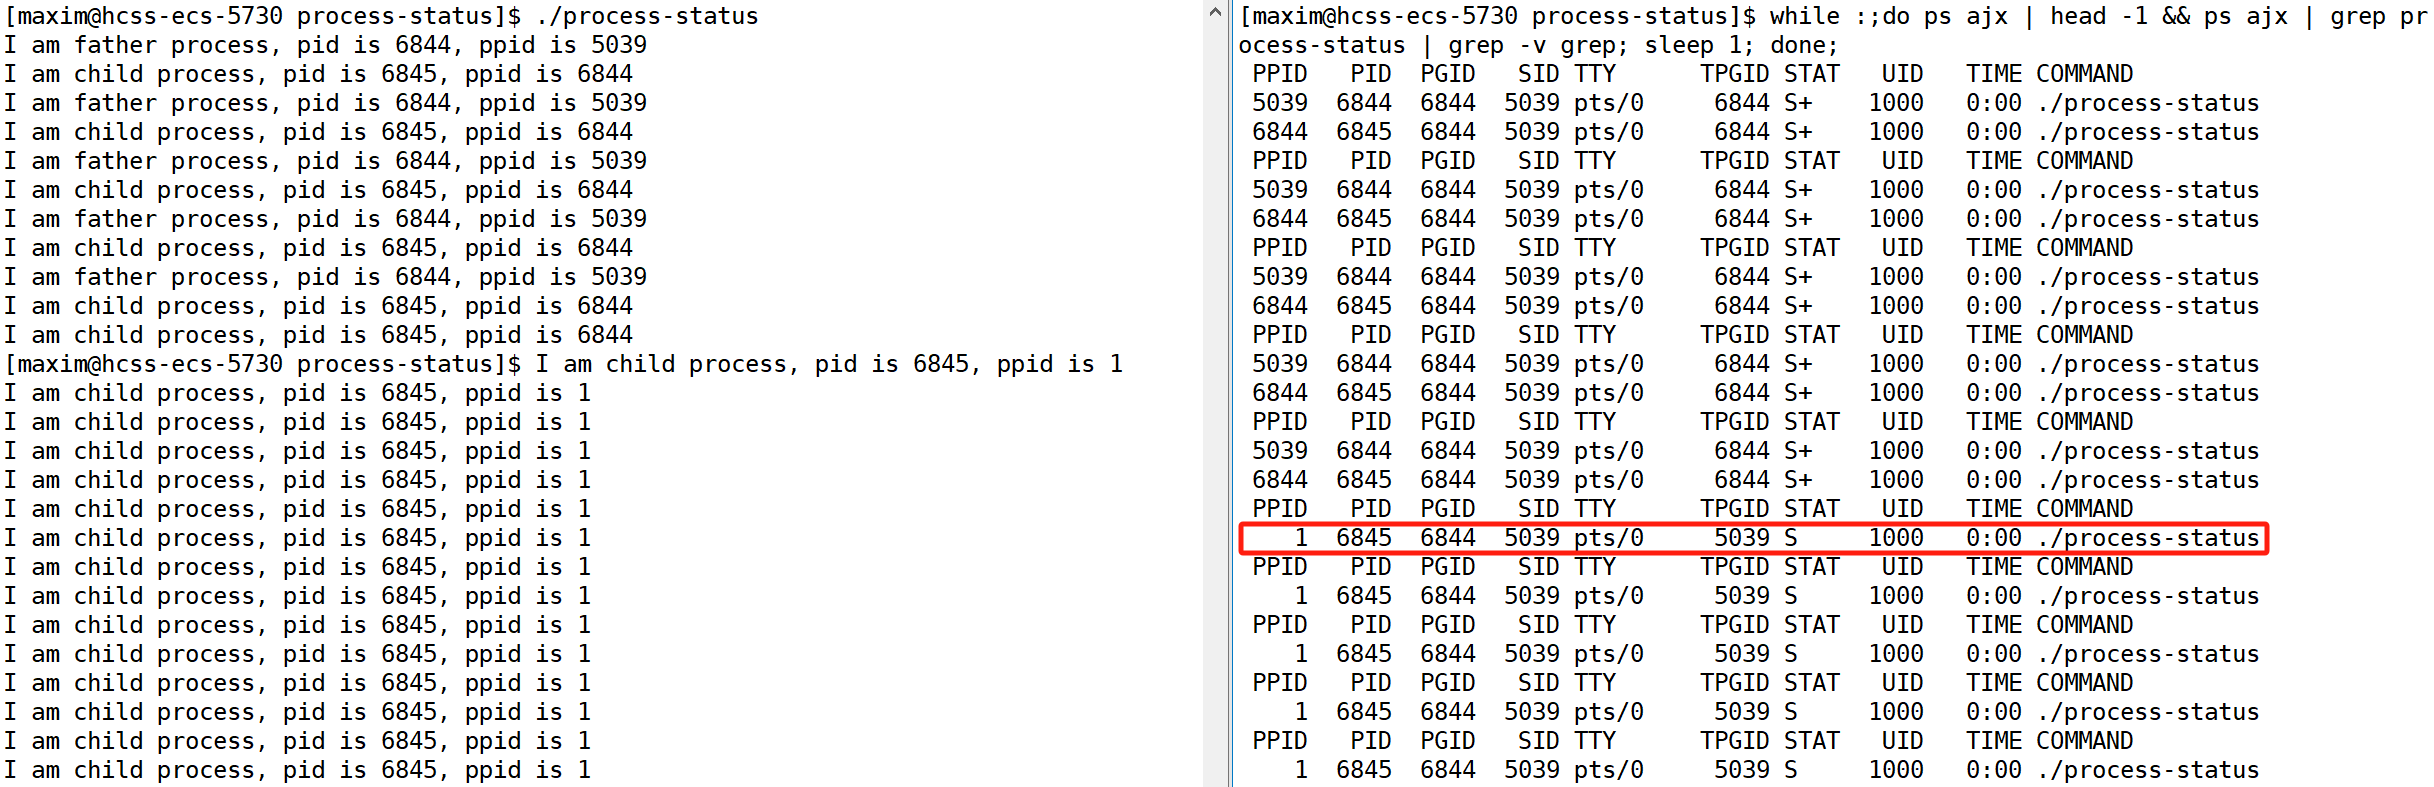 [maxim@hcss-ecs-5730 process-status]$ ./process-status
I am father process, pid is 6844, ppid is 5039
I am child process, pid is 6845, ppid is 6844
I am father process, pid is 6844, ppid is 5039
I am child process, pid is 6845, ppid is 6844
I am father process, pid is 6844, ppid is 5039
I am child process, pid is 6845, ppid is 6844
I am father process, pid is 6844, ppid is 5039
I am child process, pid is 6845, ppid is 6844
I am father process, pid is 6844, ppid is 5039
I am child process, pid is 6845, ppid is 6844
I am child process, pid is 6845, ppid is 6844
[maxim@hcss-ecs-5730 process-status]$ I am child process, pid is 6845, ppid is 1
I am child process, pid is 6845, ppid is 1
I am child process, pid is 6845, ppid is 1
I am child process, pid is 6845, ppid is 1
I am child process, pid is 6845, ppid is 1
I am child process, pid is 6845, ppid is 1
I am child process, pid is 6845, ppid is 1
I am child process, pid is 6845, ppid is 1
I am child process, pid is 6845, ppid is 1
I am child process, pid is 6845, ppid is 1
I am child process, pid is 6845, ppid is 1
I am child process, pid is 6845, ppid is 1
I am child process, pid is 6845, ppid is 1
I am child process, pid is 6845, ppid is 1
I am child process, pid is 6845, ppid is 1
[maxim@hcss-ecs-5730 process-status]$ while :;do ps ajx | head -1 && ps ajx | grep pr
ocess-status | grep -v grep; sleep 1; done;
PPID PID PGID SID TTY TPGID STAT UID TIME COMMAND
5039 6844 6844 5039 pts/0 6844 S+ 1000 0:00 ./process-status
6844 6845 6844 5039 pts/0 6844 S+ 1000 0:00 ./process-status
PPID PID PGID SID TTY TPGID STAT UID TIME COMMAND
5039 6844 6844 5039 pts/0 6844 S+ 1000 0:00 ./process-status
6844 6845 6844 5039 pts/0 6844 S+ 1000 0:00 ./process-status
PPID PID PGID SID TTY TPGID STAT UID TIME COMMAND
5039 6844 6844 5039 pts/0 6844 S+ 1000 0:00 ./process-status
6844 6845 6844 5039 pts/0 6844 S+ 1000 0:00 ./process-status
PPID PID PGID SID TTY TPGID STAT UID TIME COMMAND
5039 6844 6844 5039 pts/0 6844 S+ 1000 0:00 ./process-status
6844 6845 6844 5039 pts/0 6844 S+ 1000 0:00 ./process-status
PPID PID PGID SID TTY TPGID STAT UID TIME COMMAND
5039 6844 6844 5039 pts/0 6844 S+ 1000 0:00 ./process-status
6844 6845 6844 5039 pts/0 6844 S+ 1000 0:00 ./process-status
PPID PID PGID SID TTY TPGID STAT UID TIME COMMAND
1 6845 6844 5039 pts/0 5039 S 1000 0:00 ./process-status
PPID PID PGID SID TTY TPGID STAT UID TIME COMMAND
1 6845 6844 5039 pts/0 5039 S 1000 0:00 ./process-status
PPID PID PGID SID TTY TPGID STAT UID TIME COMMAND
1 6845 6844 5039 pts/0 5039 S 1000 0:00 ./process-status
PPID PID PGID SID TTY TPGID STAT UID TIME COMMAND
1 6845 6844 5039 pts/0 5039 S 1000 0:00 ./process-status
PPID PID PGID SID TTY TPGID STAT UID TIME COMMAND
1 6845 6844 5039 pts/0 5039 S 1000 0:00 ./process-status